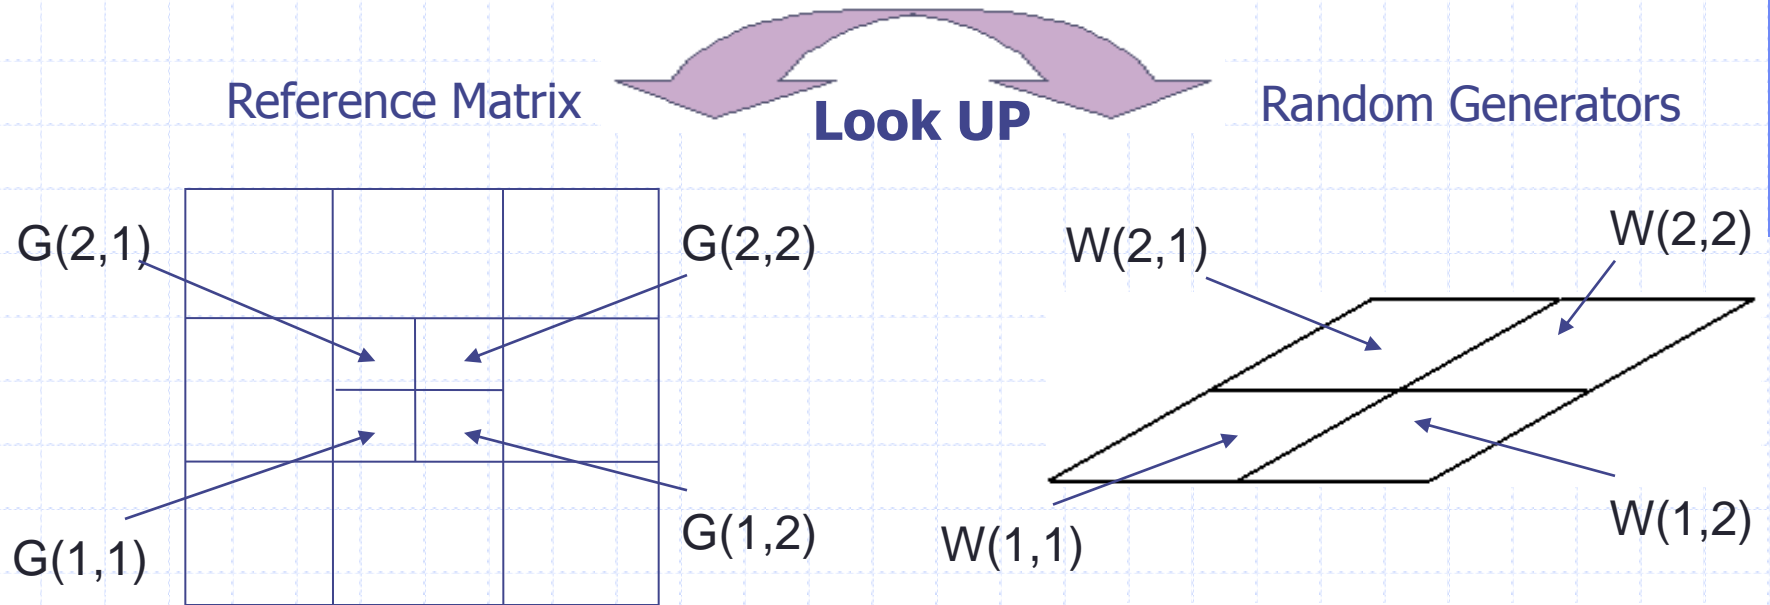 Reference Matrix
Look UP
Random Generators
G(2,1)
G(2,2)
W(2,1)
W(2,2)
G(1,1)
G(1,2)
W(1,1)
W(1,2)